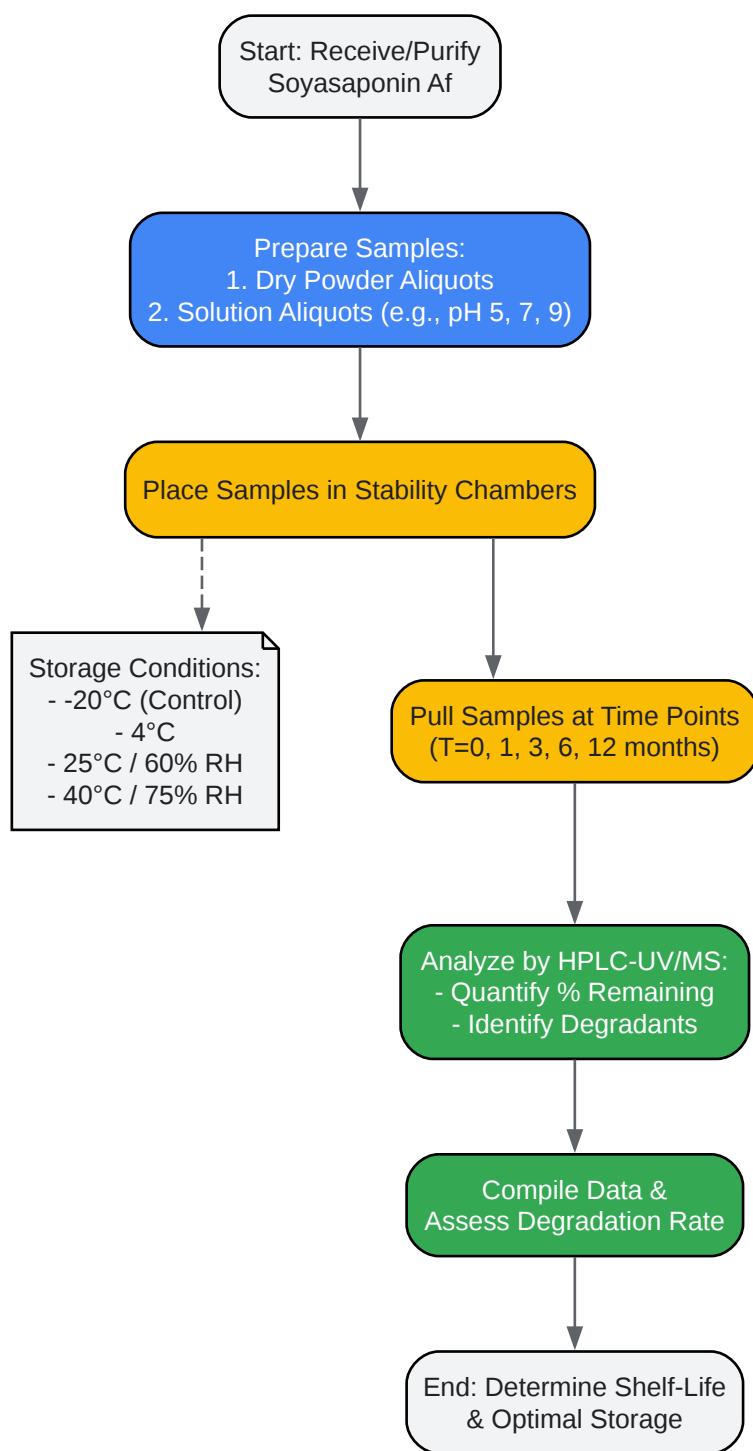 Start: Receive/Purify
Soyasaponin Af
Prepare Samples:
1. Dry Powder Aliquots
2. Solution Aliquots (e.g., pH 5, 7, 9)
Place Samples in Stability Chambers
Storage Conditions:
- -20°C (Control)
- 4°C
- 25°C / 60% RH
- 40°C / 75% RH
Pull Samples at Time Points
(T=0, 1, 3, 6, 12 months)
Analyze by HPLC-UV/MS:
- Quantify % Remaining
- Identify Degradants
Compile Data &
Assess Degradation Rate
End: Determine Shelf-Life
& Optimal Storage